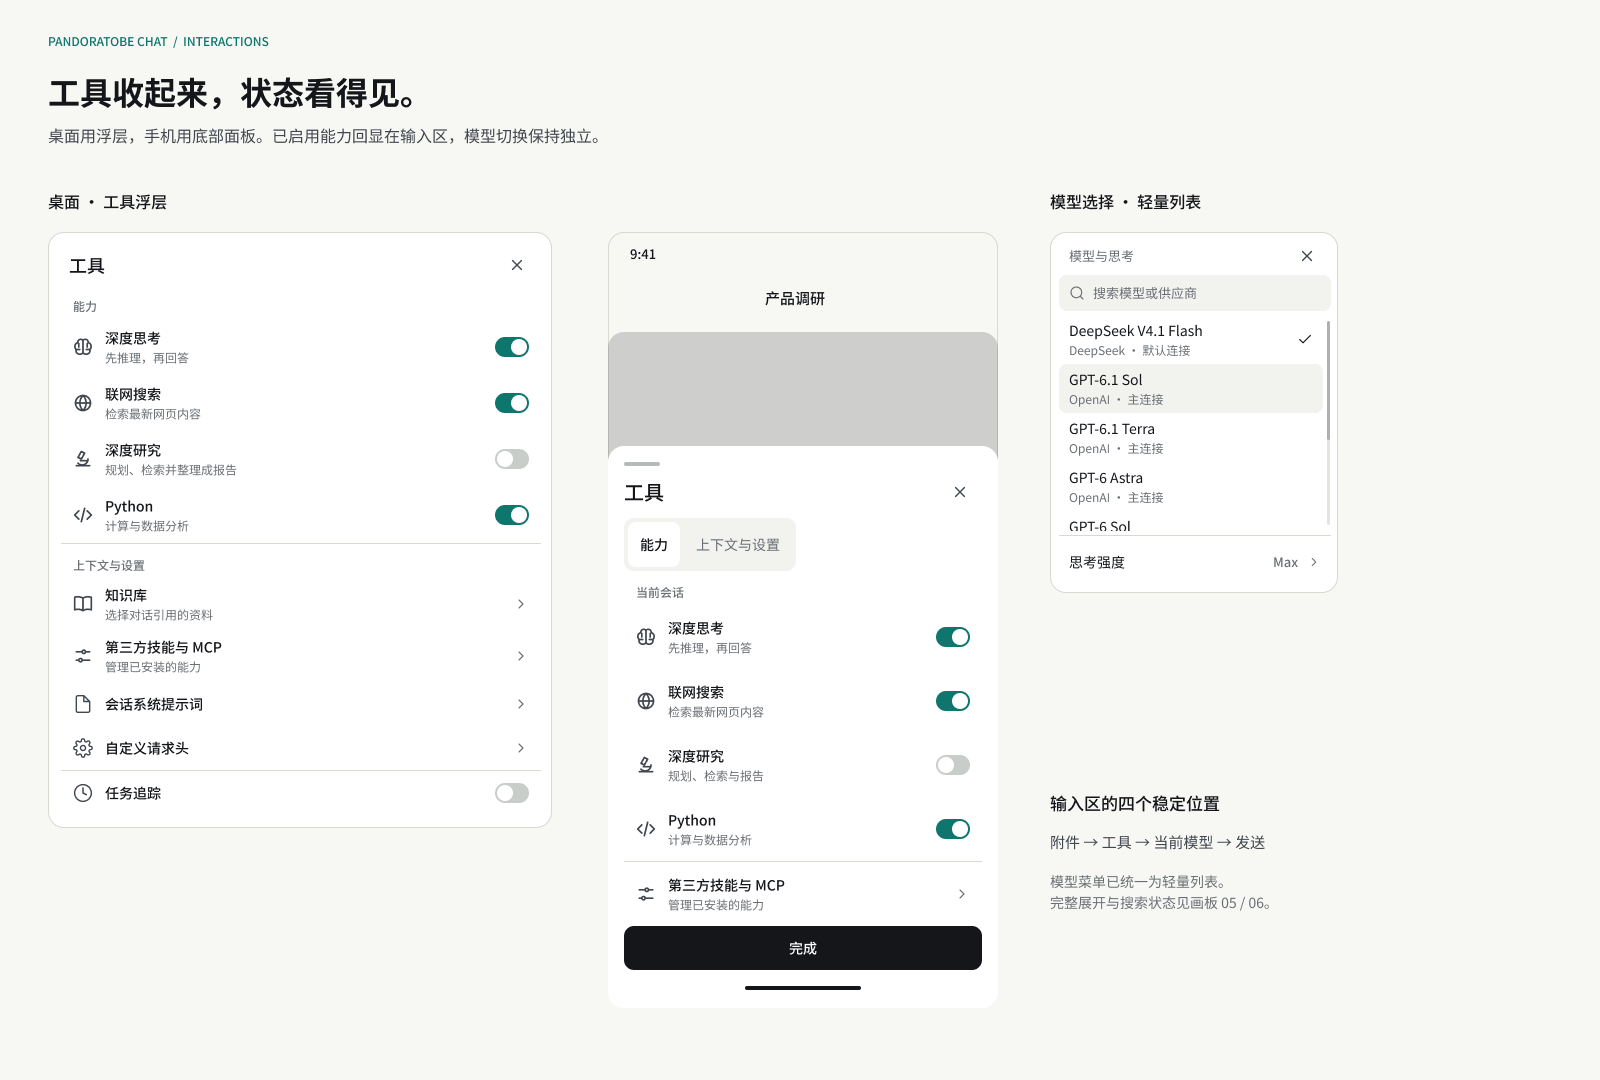 PANDORATOBE CHAT / INTERACTIONS
工具收起来，状态看得见。
桌面用浮层，手机用底部面板。已启用能力回显在输入区，模型切换保持独立。
桌面 · 工具浮层
工具
能力
深度思考
先推理，再回答
联网搜索
检索最新网页内容
深度研究
规划、检索并整理成报告
Python
计算与数据分析
上下文与设置
知识库
选择对话引用的资料
第三方技能与 MCP
管理已安装的能力
会话系统提示词
自定义请求头
任务追踪
9:41
产品调研
工具
能力
上下文与设置
当前会话
深度思考
先推理，再回答
联网搜索
检索最新网页内容
深度研究
规划、检索与报告
Python
计算与数据分析
第三方技能与 MCP
管理已安装的能力
完成
模型选择 · 轻量列表
模型与思考
搜索模型或供应商
DeepSeek V4.1 Flash
DeepSeek · 默认连接
GPT-6.1 Sol
OpenAI · 主连接
GPT-6.1 Terra
OpenAI · 主连接
GPT-6 Astra
OpenAI · 主连接
GPT-6 Sol
思考强度
Max
输入区的四个稳定位置
附件 → 工具 → 当前模型 → 发送
模型菜单已统一为轻量列表。
完整展开与搜索状态见画板 05 / 06。